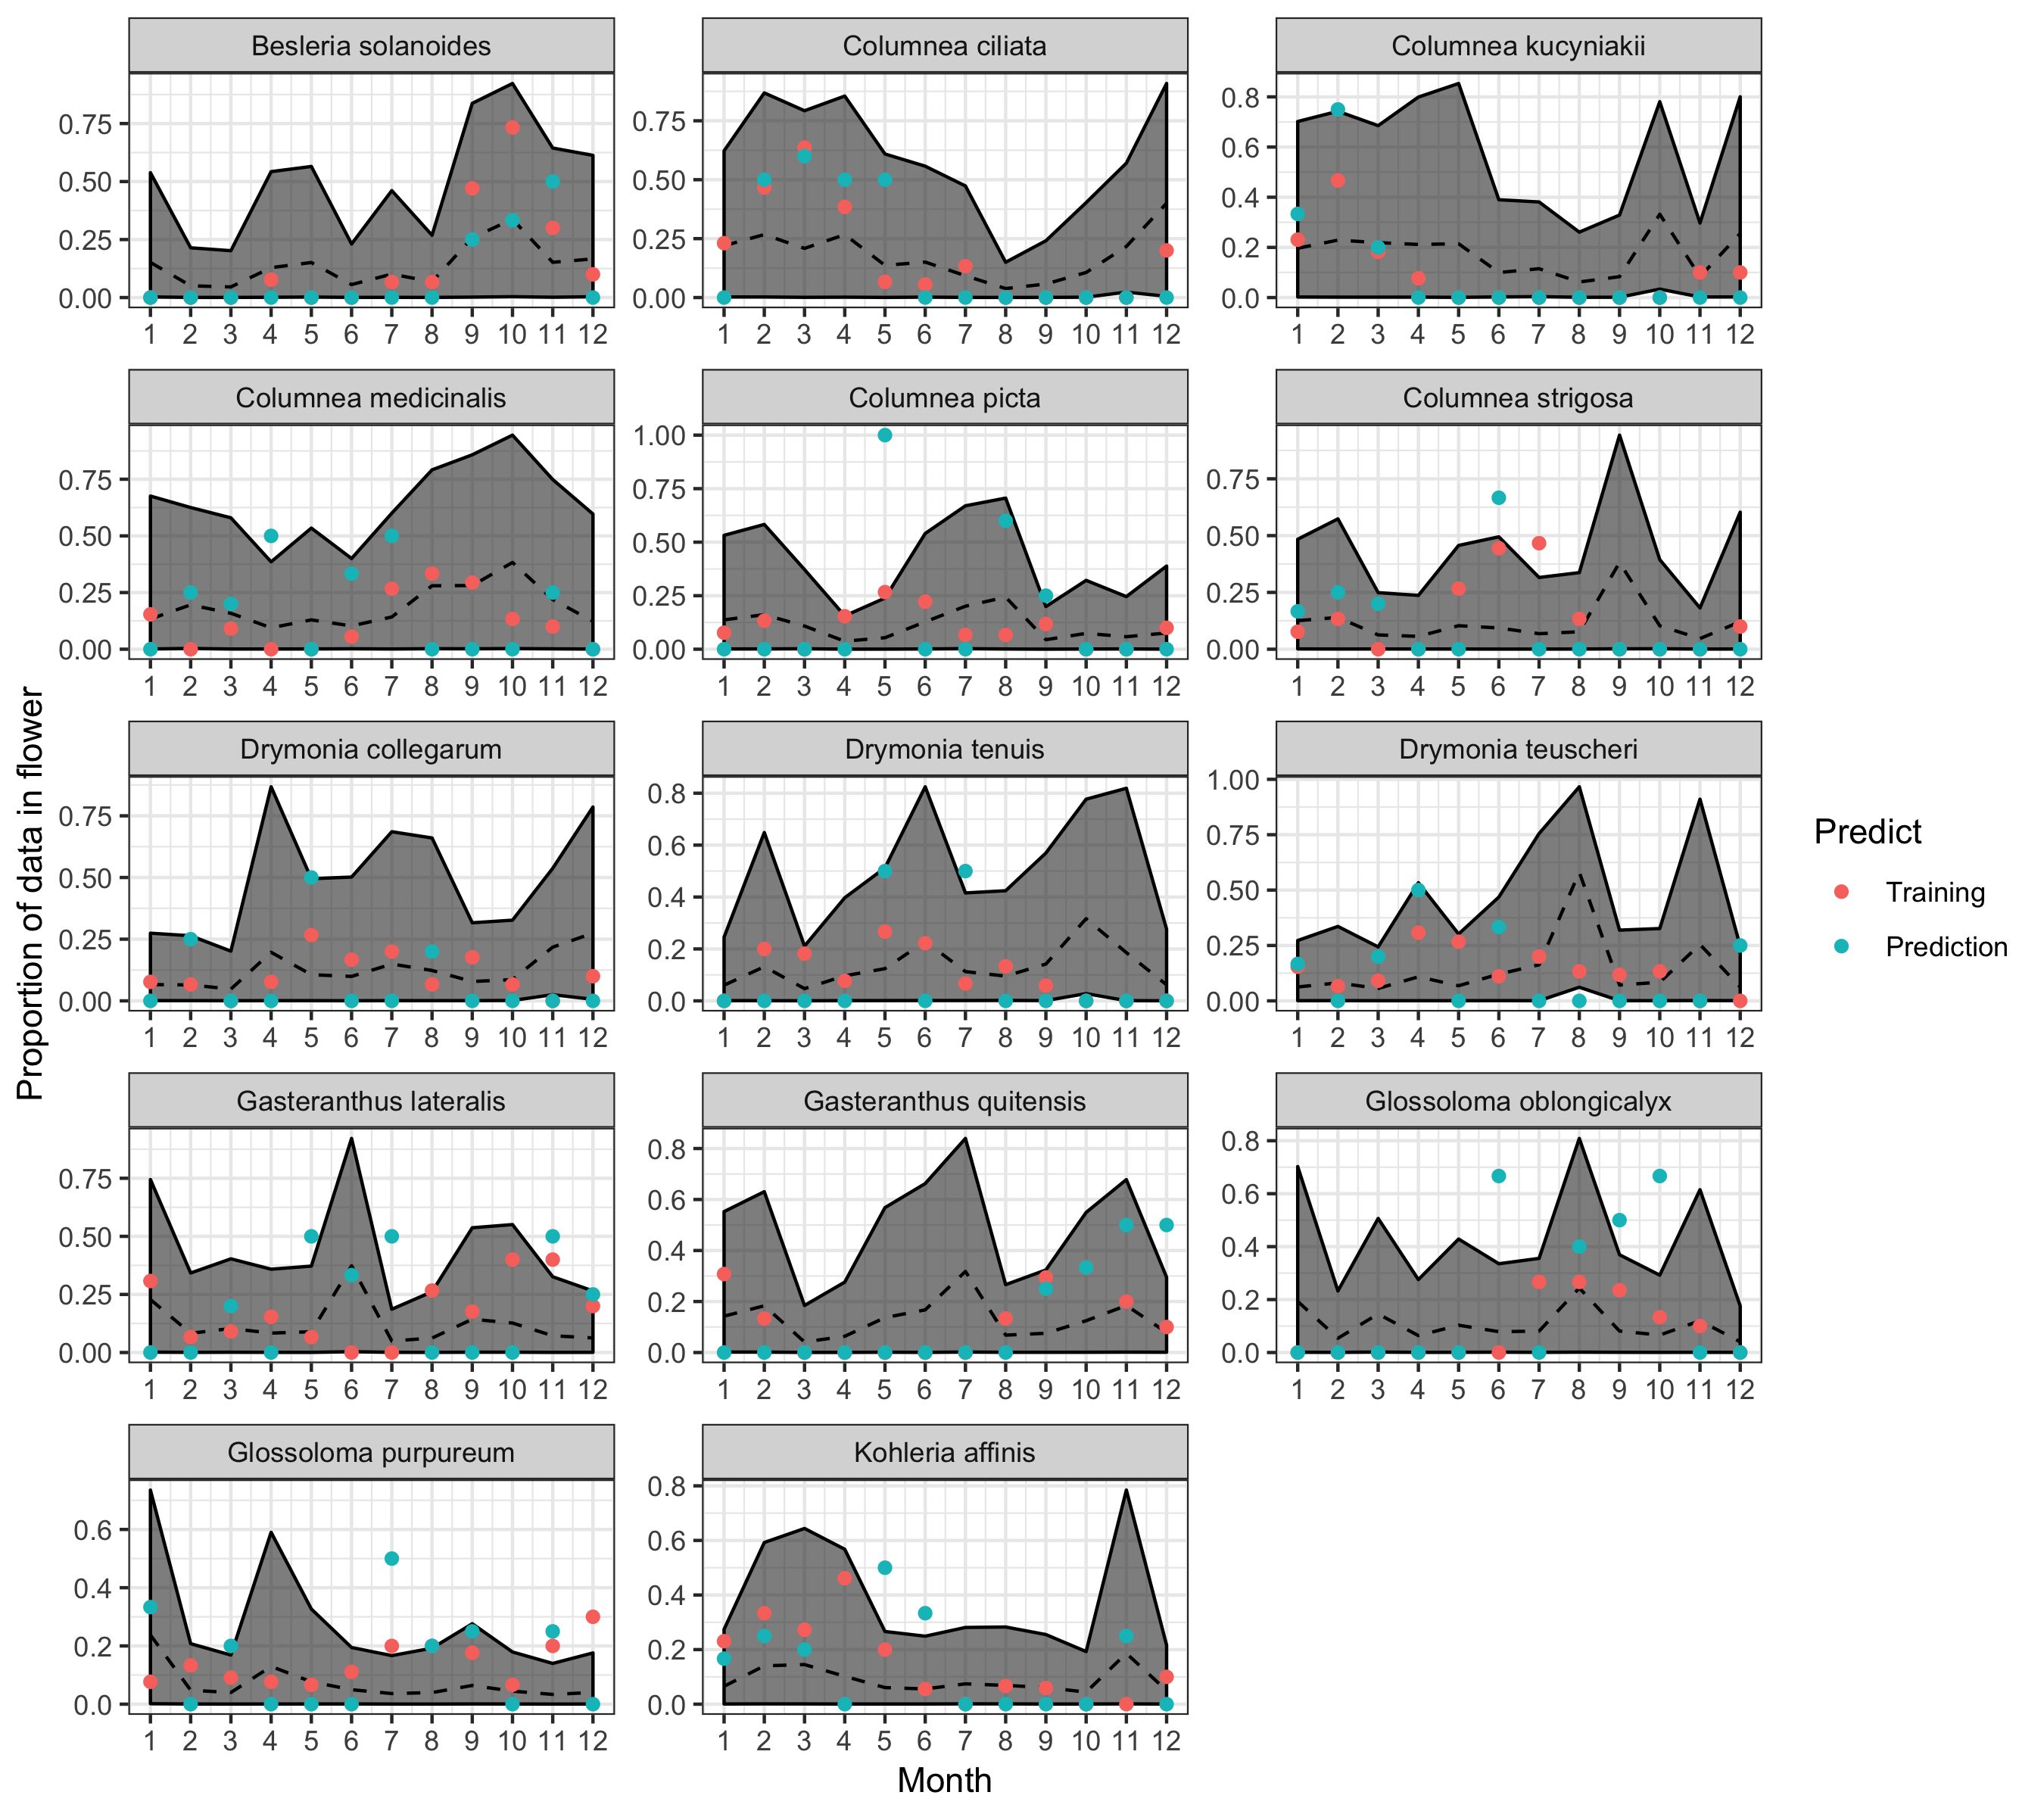 Besleria solanoides
Columnea ciliata
Columnea kucyniakii
0.75
0.50
0.25
0.00
0.75
0.50
0.25
0.00
0.8
0.6
0.4
0.2
0.0
1 2 3 4 5 6 7 8 9 10 11 12
1 2 3 4 5 6 7 8 9 10 11 12
1 2 3 4 5 6 7 8 9 10 11 12
Columnea medicinalis
Columnea picta
Columnea strigosa
0.75
0.50
0.25
0.00
1.00
0.75
0.50
0.25
0.00
0.75
0.50
0.25
0.00
1 2 3 4 5 6 7 8 9 10 11 12
1 2 3 4 5 6 7 8 9 10 11 12
1 2 3 4 5 6 7 8 9 10 11 12
Proportion of data in flower
Drymonia collegarum
Drymonia tenuis
Drymonia teuscheri
0.75
0.50
0.25
0.00
0.8
0.6
0.4
0.2
0.0
1.00
0.75
0.50
0.25
0.00
1 2 3 4 5 6 7 8 9 10 11 12
1 2 3 4 5 6 7 8 9 10 11 12
1 2 3 4 5 6 7 8 9 10 11 12
Predict
Training
Prediction
Gasteranthus lateralis
Gasteranthus quitensis
Glossoloma oblongicalyx
0.75
0.50
0.25
0.00
0.8
0.6
0.4
0.2
0.0
0.8
0.6
0.4
0.2
0.0
1 2 3 4 5 6 7 8 9 10 11 12
1 2 3 4 5 6 7 8 9 10 11 12
1 2 3 4 5 6 7 8 9 10 11 12
Glossoloma purpureum
Kohleria affinis
0.6
0.4
0.2
0.0
0.8
0.6
0.4
0.2
0.0
1 2 3 4 5 6 7 8 9 10 11 12
1 2 3 4 5 6 7 8 9 10 11 12
Month